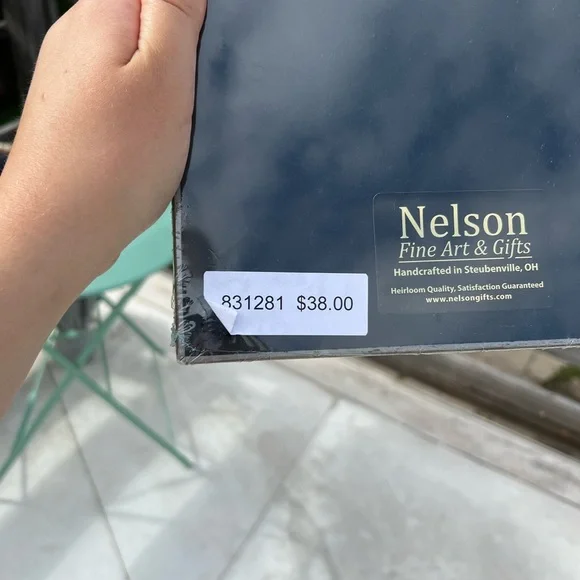 Nelson
Fine Art & Gifts
Handcrafted in Steubenville, OH
Heirloom Quality, Satisfaction Guaranteed
www.nelsongifts.com
831281 $38.00